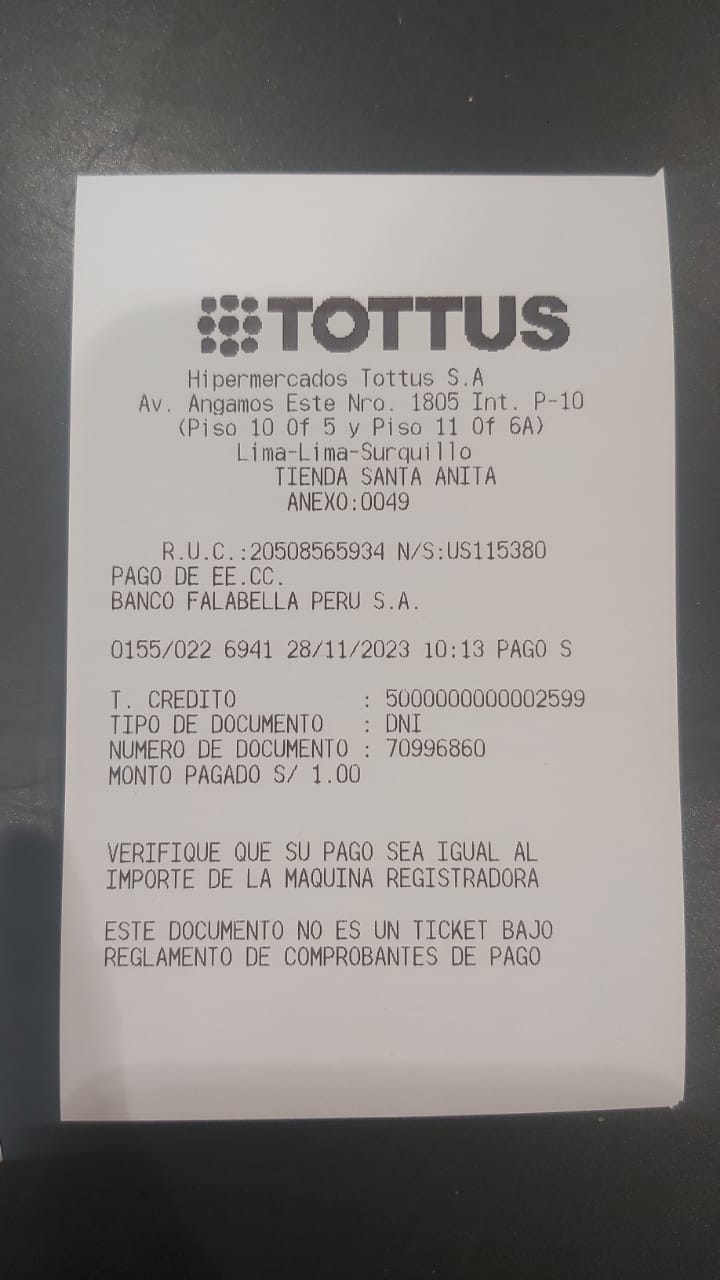 TOTTUS
Hipermercados Tottus S.A
Av. Angamos Este Nro. 1805 Int. P-10
(Piso 10 Of 5 y Piso 11 Of 6A)
Lima-Lima-Surquillo
TIENDA SANTA ANITA
ANEXO:0049
R.U.C.:20508565934 N/S:US115380
PAGO DE EE.CC.
BANCO FALABELLA PERU S.A.
0155/022 6941 28/11/2023 10:13 PAGO S
T. CREDITO : 5000000000002599
TIPO DE DOCUMENTO : DNI
NUMERO DE DOCUMENTO : 70996860
MONTO PAGADO S/ 1.00
VERIFIQUE QUE SU PAGO SEA IGUAL AL
IMPORTE DE LA MAQUINA REGISTRADORA
ESTE DOCUMENTO NO ES UN TICKET BAJO
REGLAMENTO DE COMPROBANTES DE PAGO